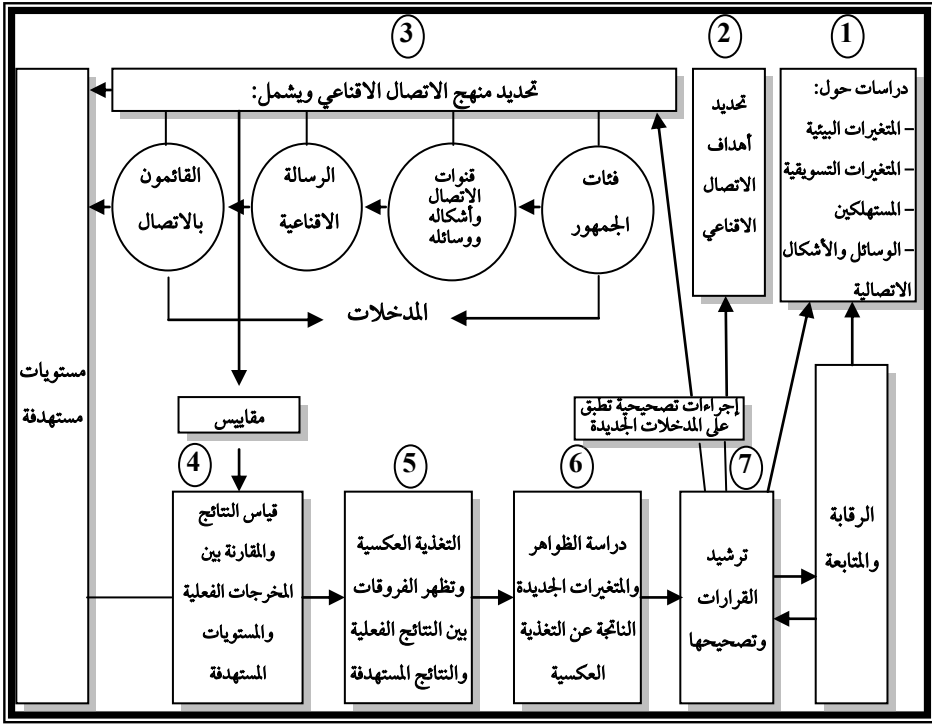 1
دراسات حول:
– المتغيرات البيئية
– المتغيرات التسويقية
– المستهلكين
– الوسائل والأشكال
الاتصالية
2
تحديد
أهداف
الاتصال
الاقناعي
3
تحديد منهج الاتصال الاقناعي ويشمل:
فئات
الجمهور
قنوات
الاتصال
وأشكاله
ووسائله
الرسالة
الاقناعية
القائمون
بالاتصال
المدخلات
مستويات
مستهدفة
مقاييس
إجراءات تصحيحية تطبق
على المدخلات الجديدة
4
قياس النتائج
والمقارنة بين
المخرجات الفعلية
والمستويات
المستهدفة
5
التغذية العكسية
وتظهر الفروقات
بين النتائج الفعلية
والنتائج المستهدفة
6
دراسة الظواهر
والمتغيرات الجديدة
الناتجة عن التغذية
العكسية
7
ترشيد
القرارات
وتصحيحها
الرقابة
والمتابعة